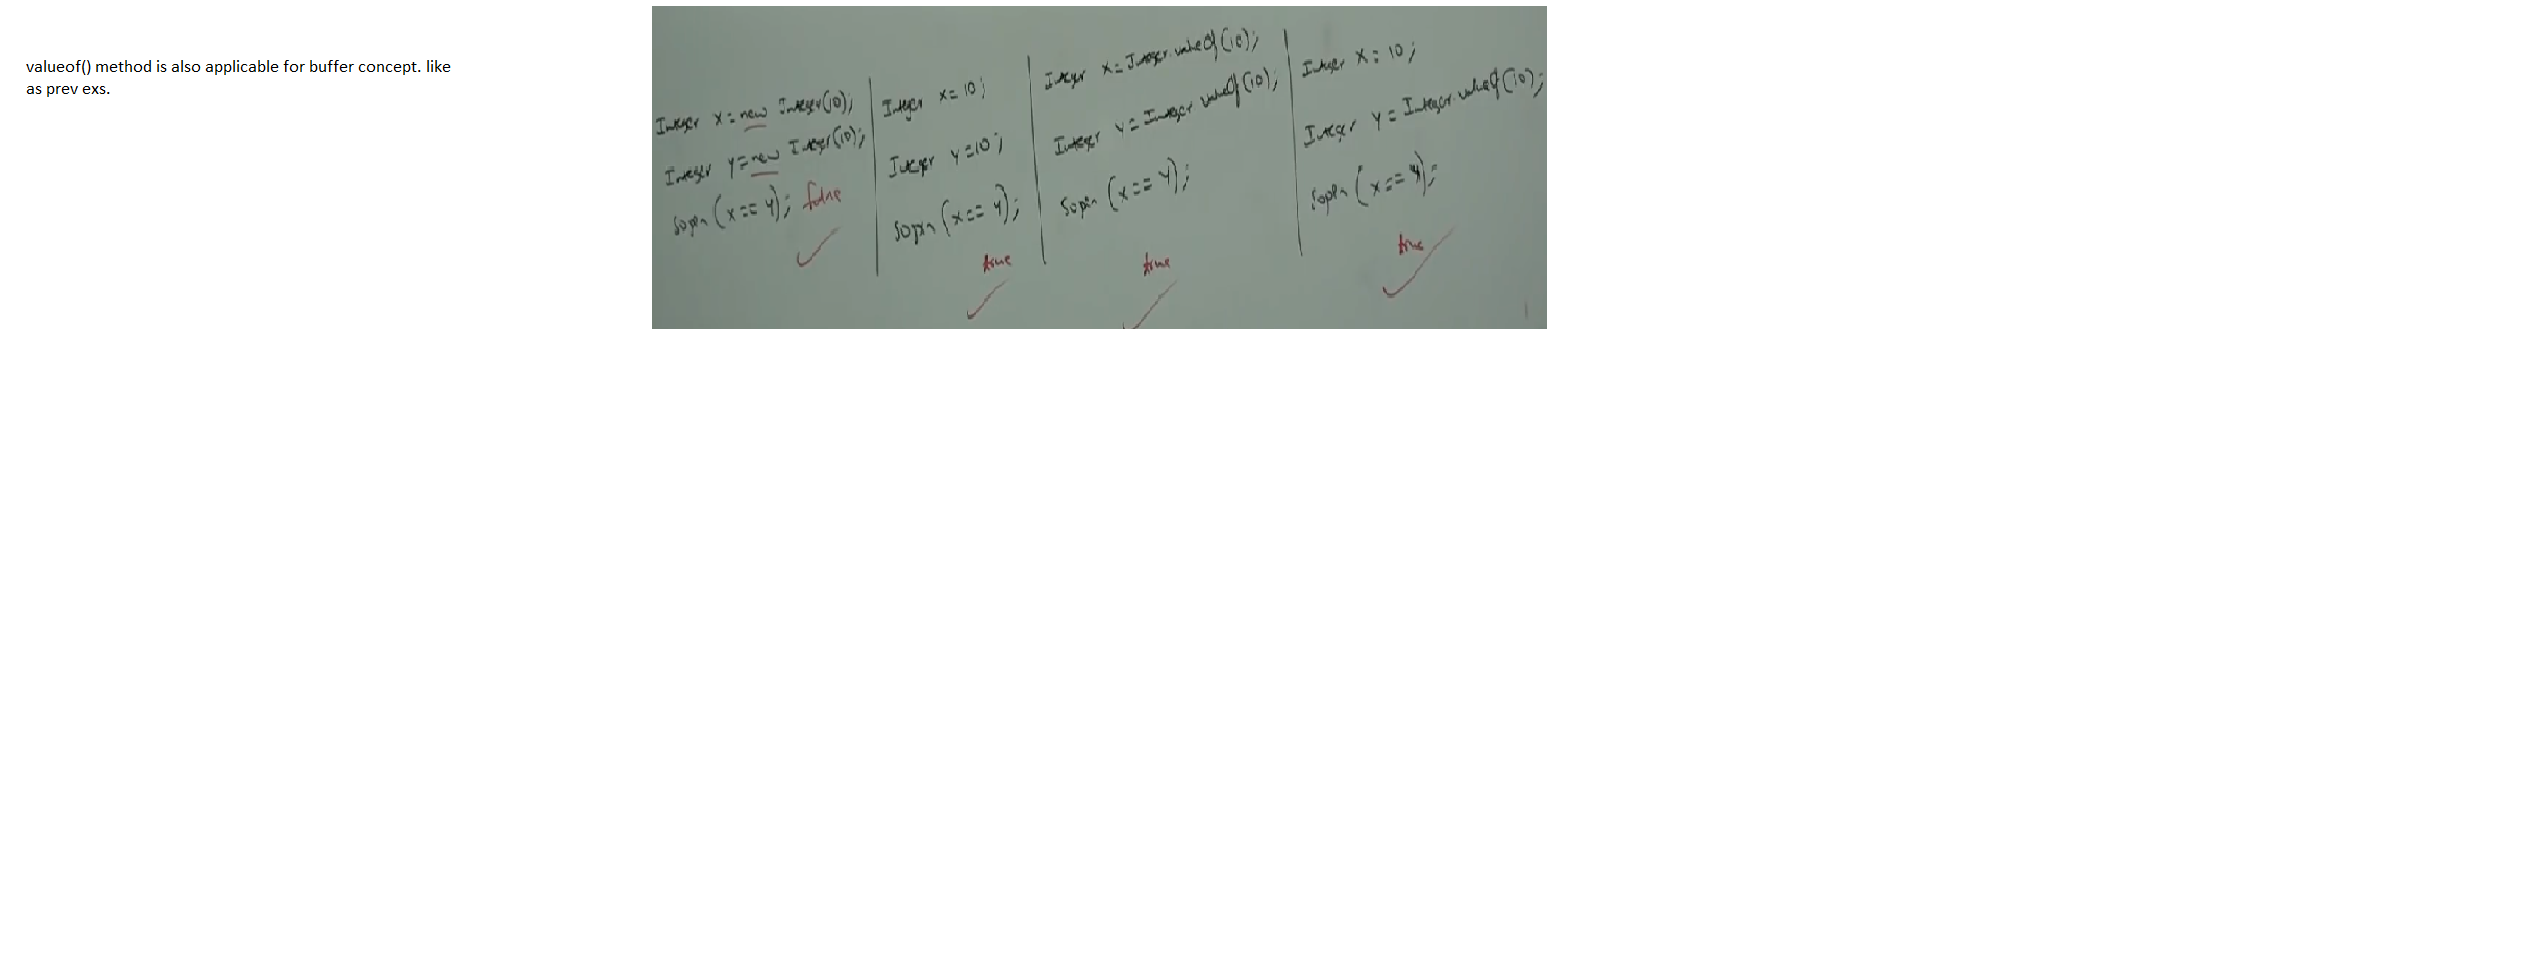 valueof() method is also applicable for buffer concept. like
as prev exs.
Integer x = new Integer(10);
Integer y = new Integer(10);
Sopln (x == y); false
Integer x = 10;
Integer y = 10;
Sopln (x == y);
true
Integer x = Integer.valueOf(10);
Integer y = Integer.valueOf(10);
Sopln (x == y);
true
Integer x = 10;
Integer y = Integer.valueOf(10);
Sopln (x == y);
true